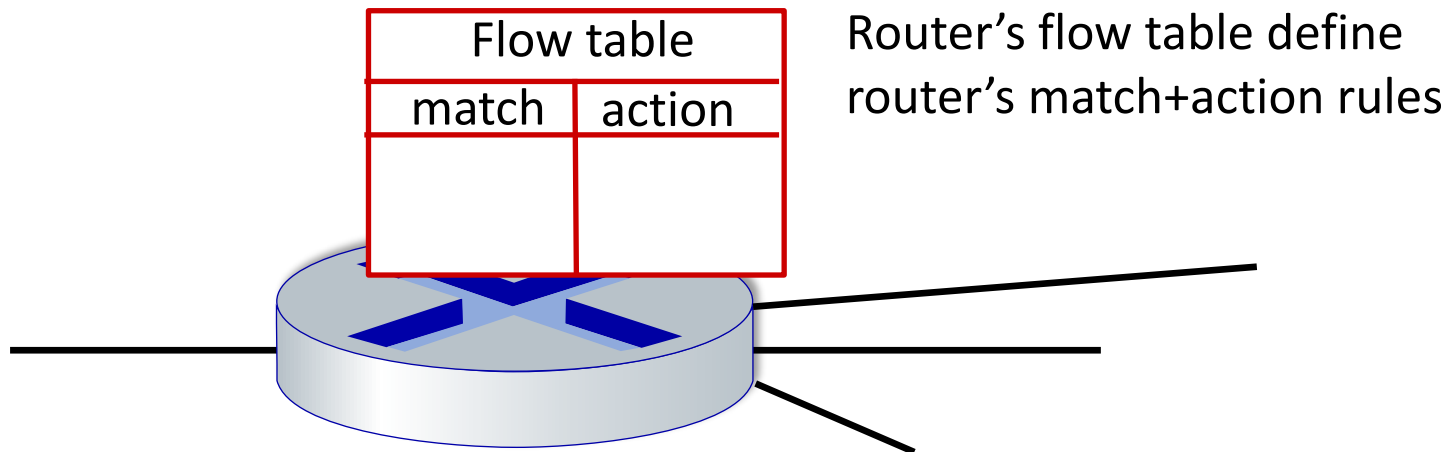 Flow table
match action
Router’s flow table define
router’s match+action rules